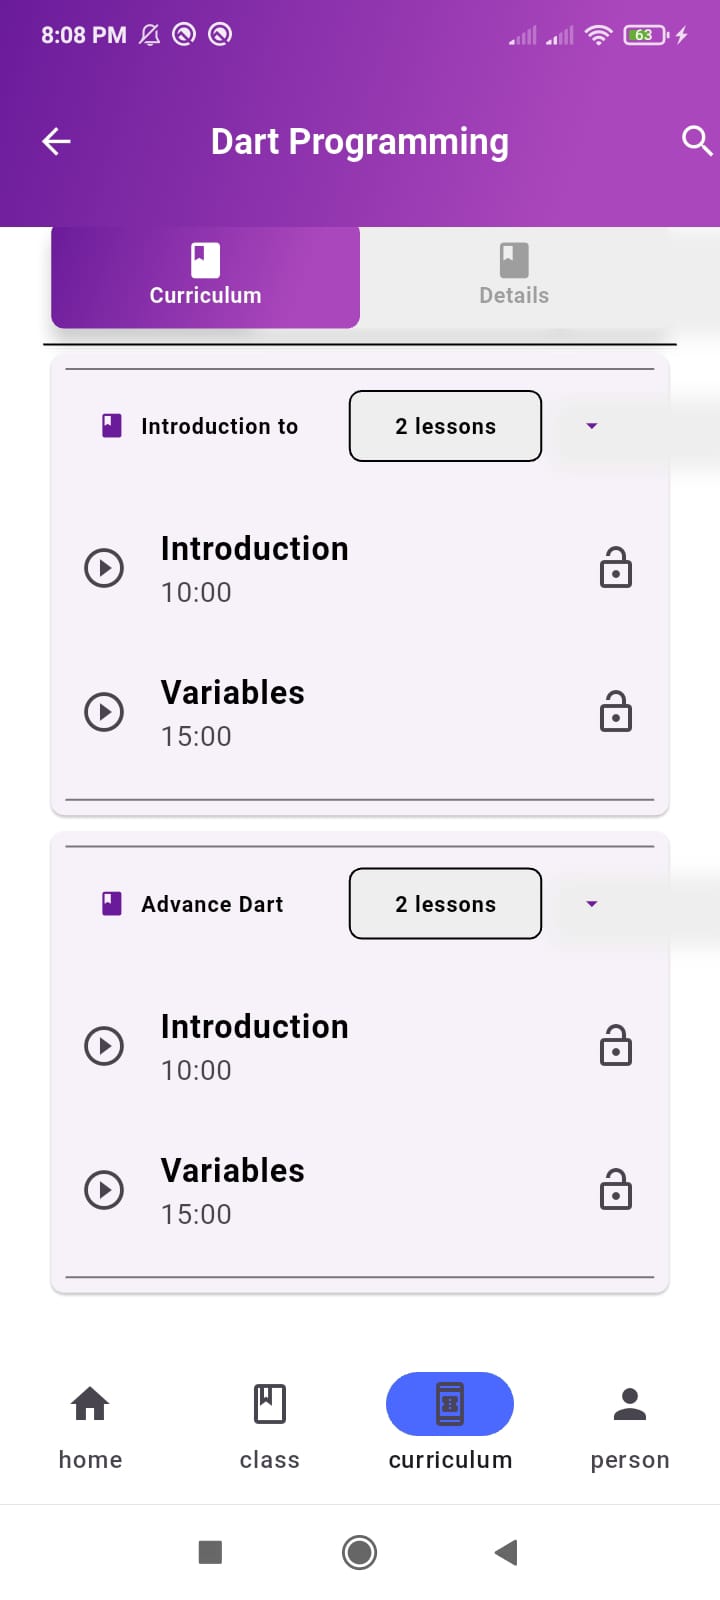 8:08 PM
63
Dart Programming
Curriculum
Details
Introduction to
2 lessons
Introduction
10:00
Variables
15:00
Advance Dart
2 lessons
Introduction
10:00
Variables
15:00
home
class
curriculum
person